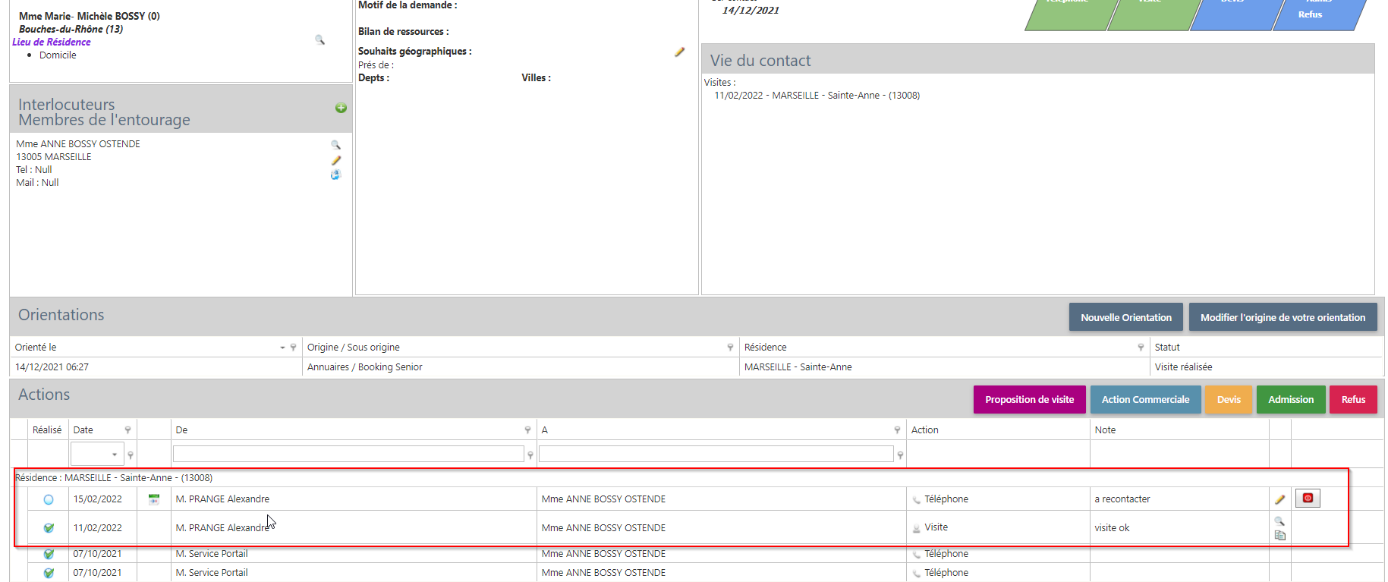 Mme Marie- Michèle BOSSY (0)
Bouches-du-Rhône (13)
Lieu de Résidence
Domicile
Interlocuteurs
Membres de l'entourage
Mme ANNE BOSSY OSTENDE
13005 MARSEILLE
Tel : Null
Mail : Null
Motif de la demande :
Bilan de ressources :
Souhaits géographiques :
Prés de :
Depts : Villes :
14/12/2021
Refus
Vie du contact
Visites :
11/02/2022 - MARSEILLE - Sainte-Anne - (13008)
Orientations Nouvelle Orientation Modifier l'origine de votre orientation
Orienté le Origine / Sous origine Résidence Statut
14/12/2021 06:27 Annuaires / Booking Senior MARSEILLE - Sainte-Anne Visite réalisée
Actions Proposition de visite Action Commerciale Devis Admission Refus
Réalisé Date De A Action Note
Résidence : MARSEILLE - Sainte-Anne - (13008)
15/02/2022 M. PRANGE Alexandre Mme ANNE BOSSY OSTENDE Téléphone a recontacter
11/02/2022 M. PRANGE Alexandre Mme ANNE BOSSY OSTENDE Visite visite ok
07/10/2021 M. Service Portail Mme ANNE BOSSY OSTENDE Téléphone
07/10/2021 M. Service Portail Mme ANNE BOSSY OSTENDE Téléphone